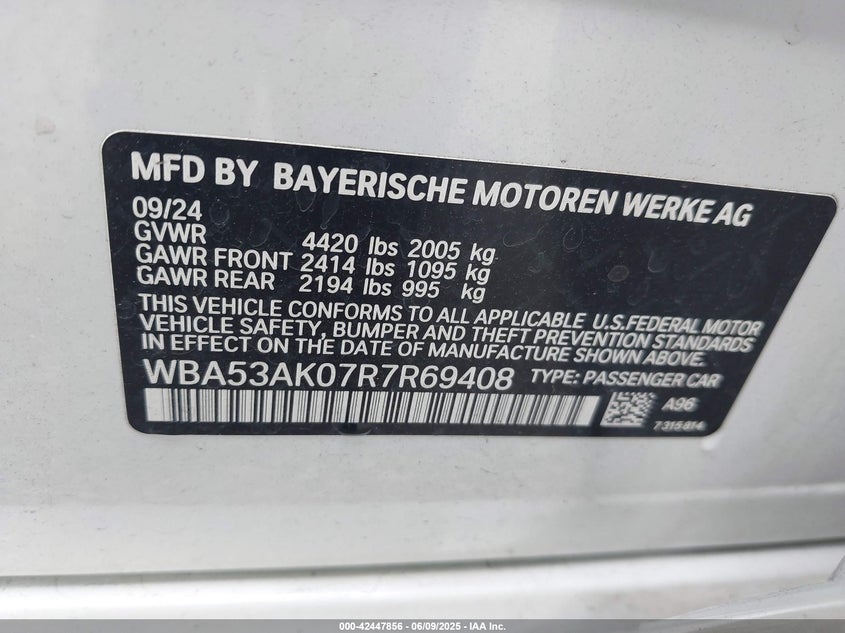 MFD BY BAYERISCHE MOTOREN WERKE AG
09/24
GVWR 4420 lbs 2005 kg
GAWR FRONT 2414 lbs 1095 kg
GAWR REAR 2194 lbs 995 kg
THIS VEHICLE CONFORMS TO ALL APPLICABLE U.S.FEDERAL MOTOR
VEHICLE SAFETY, BUMPER AND THEFT PREVENTION STANDARDS
IN EFFECT ON THE DATE OF MANUFACTURE SHOWN ABOVE.
WBA53AK07R7R69408 TYPE: PASSENGER CAR
A96
7 315 814
000-42447856 | 06/09/2025 - IAA Inc.